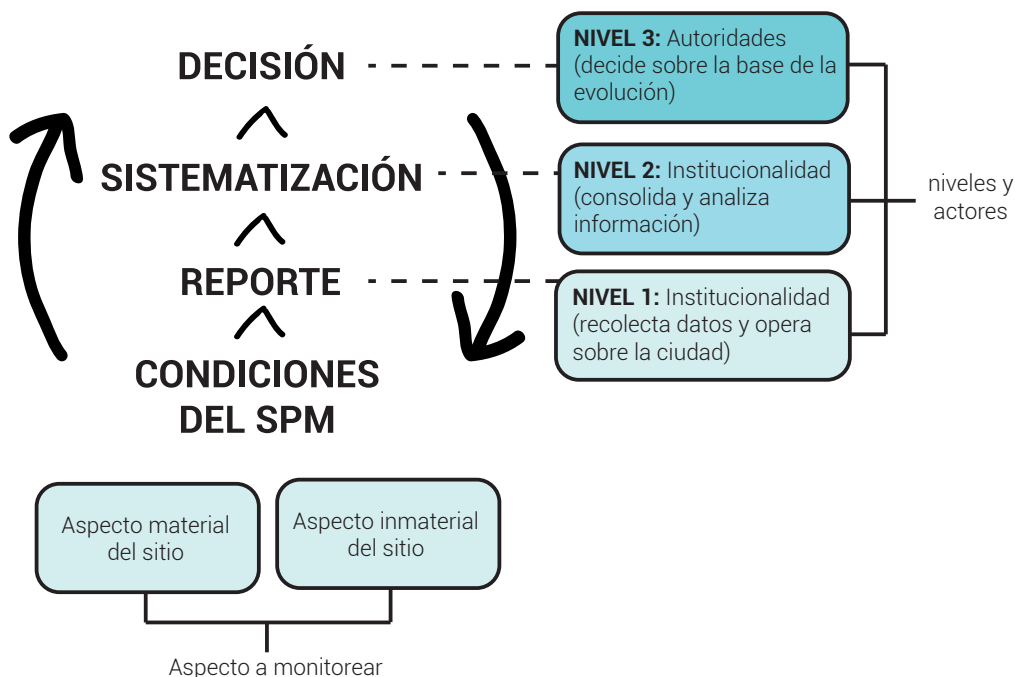 DECISIÓN
SISTEMATIZACIÓN
REPORTE
CONDICIONES
DEL SPM
NIVEL 3: Autoridades
(decide sobre la base de la
evolución)
NIVEL 2: Institucionalidad
(consolida y analiza
información)
NIVEL 1: Institucionalidad
(recolecta datos y opera
sobre la ciudad)
niveles y
actores
Aspecto material
del sitio
Aspecto inmaterial
del sitio
Aspecto a monitorear